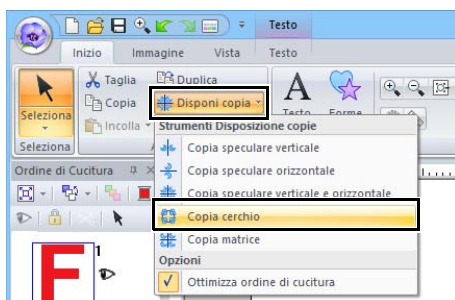 Testo
Inizio Immagine Vista Testo
Taglia Duplica
Copia Disponi copia
Seleziona Incolla Testo Forme
Strumenti Disposizione copie
Seleziona
Copia speculare verticale
Ordine di Cucitura Copia speculare orizzontale
Copia speculare verticale e orizzontale
Copia cerchio
Copia matrice
F 1
Opzioni
Ottimizza ordine di cucitura